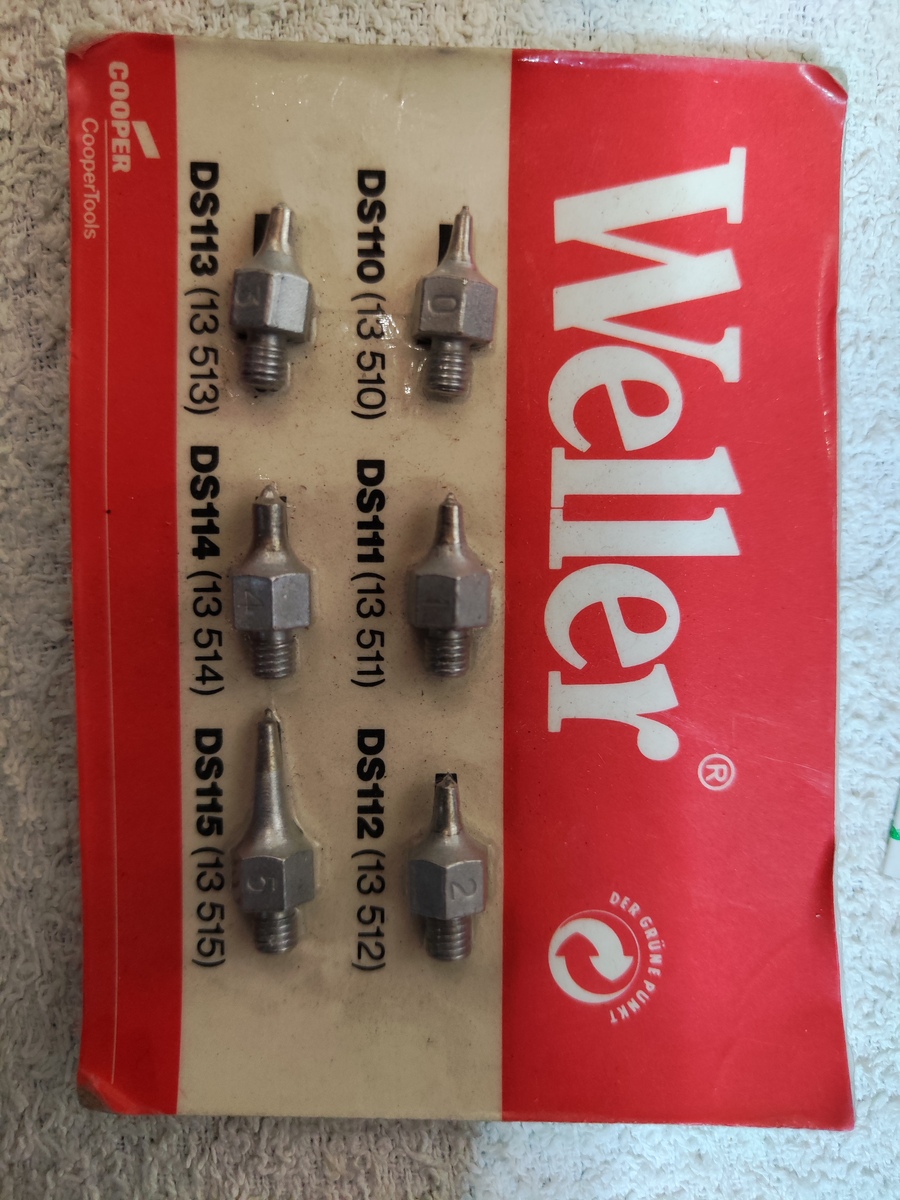 Weller®
DER GRÜNE PUNKT
0
1
2
DS110 (13 510)
DS111 (13 511)
DS112 (13 512)
3
4
5
DS113 (13 513)
DS114 (13 514)
DS115 (13 515)
COOPER
CooperTools